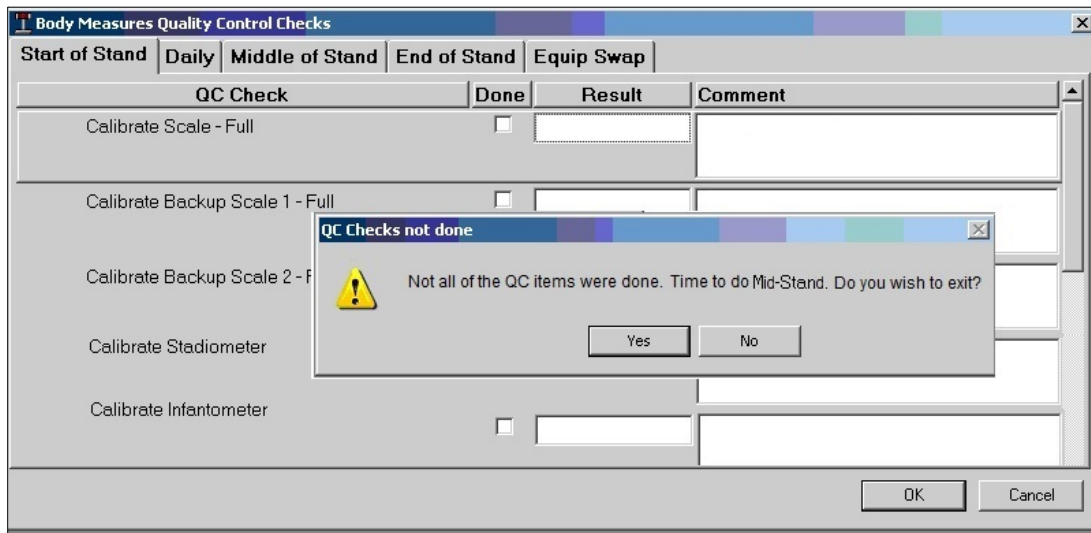 Body Measures Quality Control Checks
Start of Stand Daily Middle of Stand End of Stand Equip Swap
QC Check Done Result Comment
Calibrate Scale - Full
Calibrate Backup Scale 1 - Full
QC Checks not done
Calibrate Backup Scale 2 - F
Not all of the QC items were done. Time to do Mid-Stand. Do you wish to exit?
Yes No
Calibrate Stadiometer
Calibrate Infantometer
OK Cancel